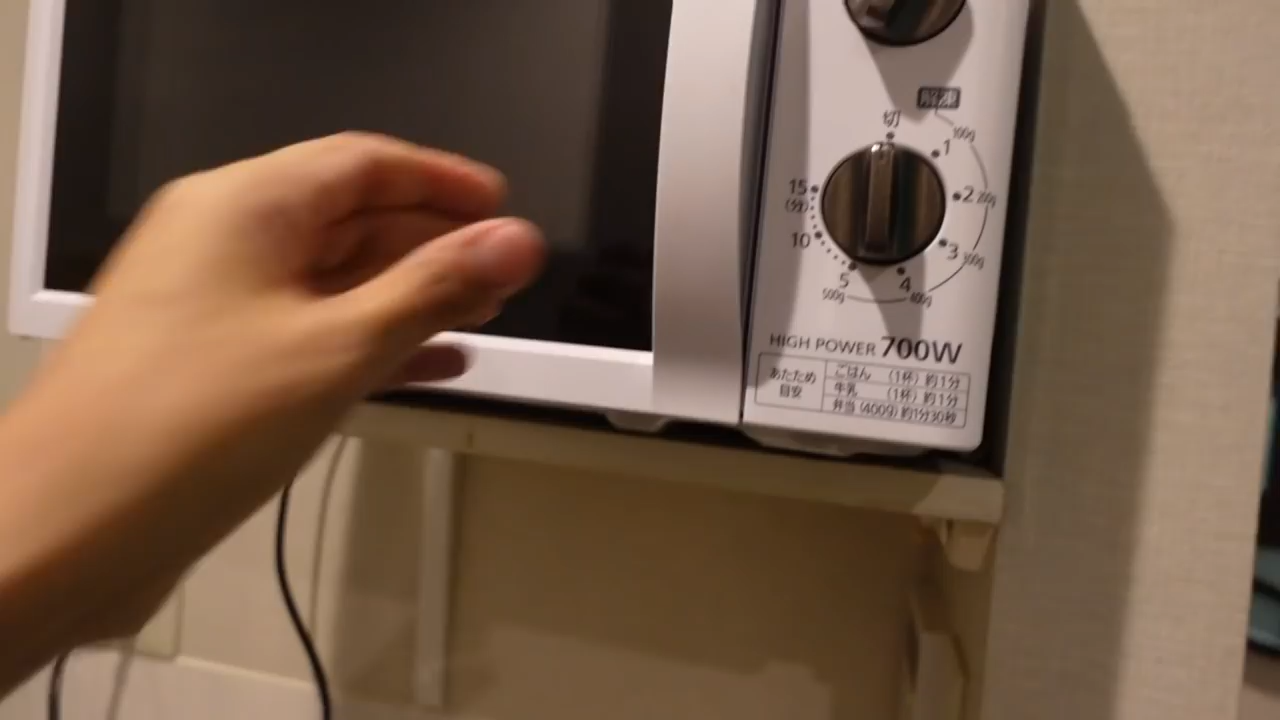 解凍
切
100g
1
15
2 200g
(分)
10
3 300g
5
4
500g
400g
HIGH POWER 700W
あたため
目安
ごはん (1杯) 約1分
牛乳 (1杯) 約1分
弁当 (400g) 約1分30秒